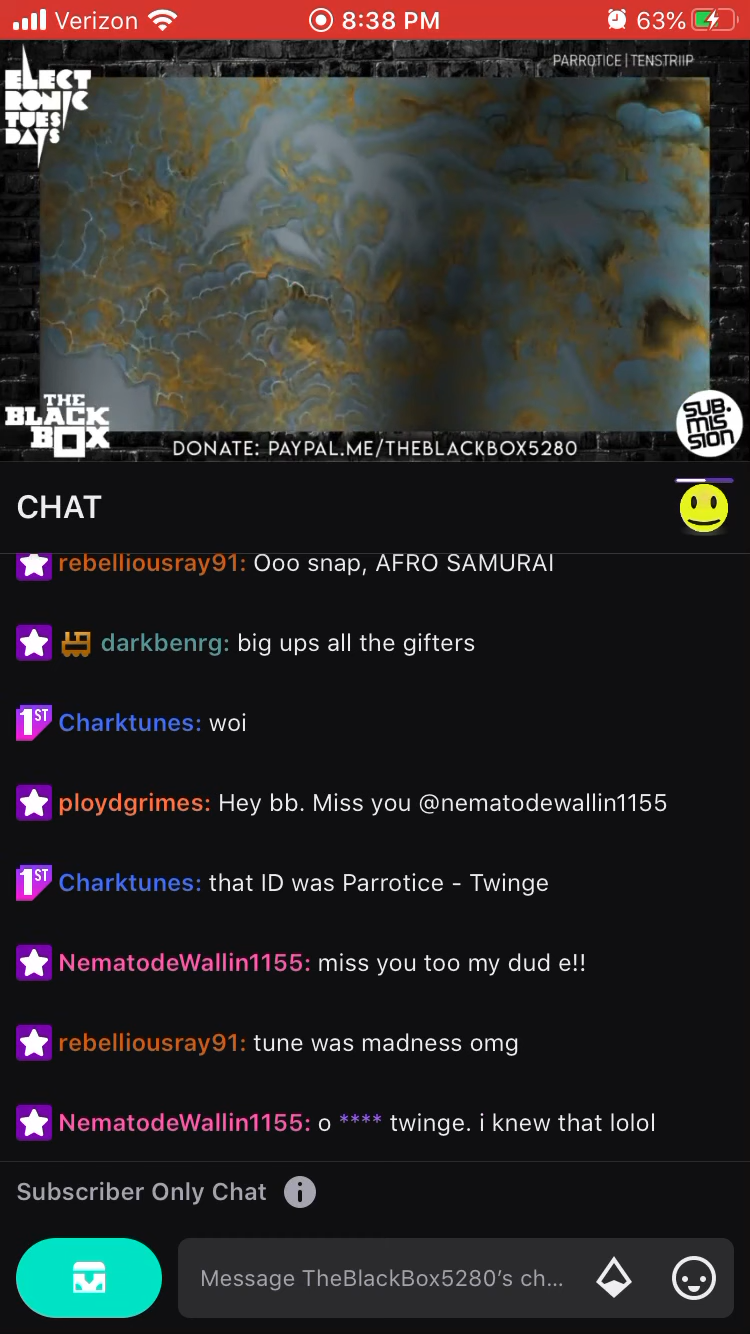 Verizon 8:38 PM 63%
PARROTICE | TENSTRIIP
ELECT
RONIC
TUES
DAYS
THE
BLACK
BOX
SUB.
MIS
SION
DONATE: PAYPAL.ME/THEBLACKBOX5280
CHAT
rebelliousray91: Ooo snap, AFRO SAMURAI
darkbenrg: big ups all the gifters
1ST Charktunes: woi
ploydgrimes: Hey bb. Miss you @nematodewallin1155
1ST Charktunes: that ID was Parrotice - Twinge
NematodeWallin1155: miss you too my dud e!!
rebelliousray91: tune was madness omg
NematodeWallin1155: o **** twinge. i knew that lolol
Subscriber Only Chat i
Message TheBlackBox5280’s ch...